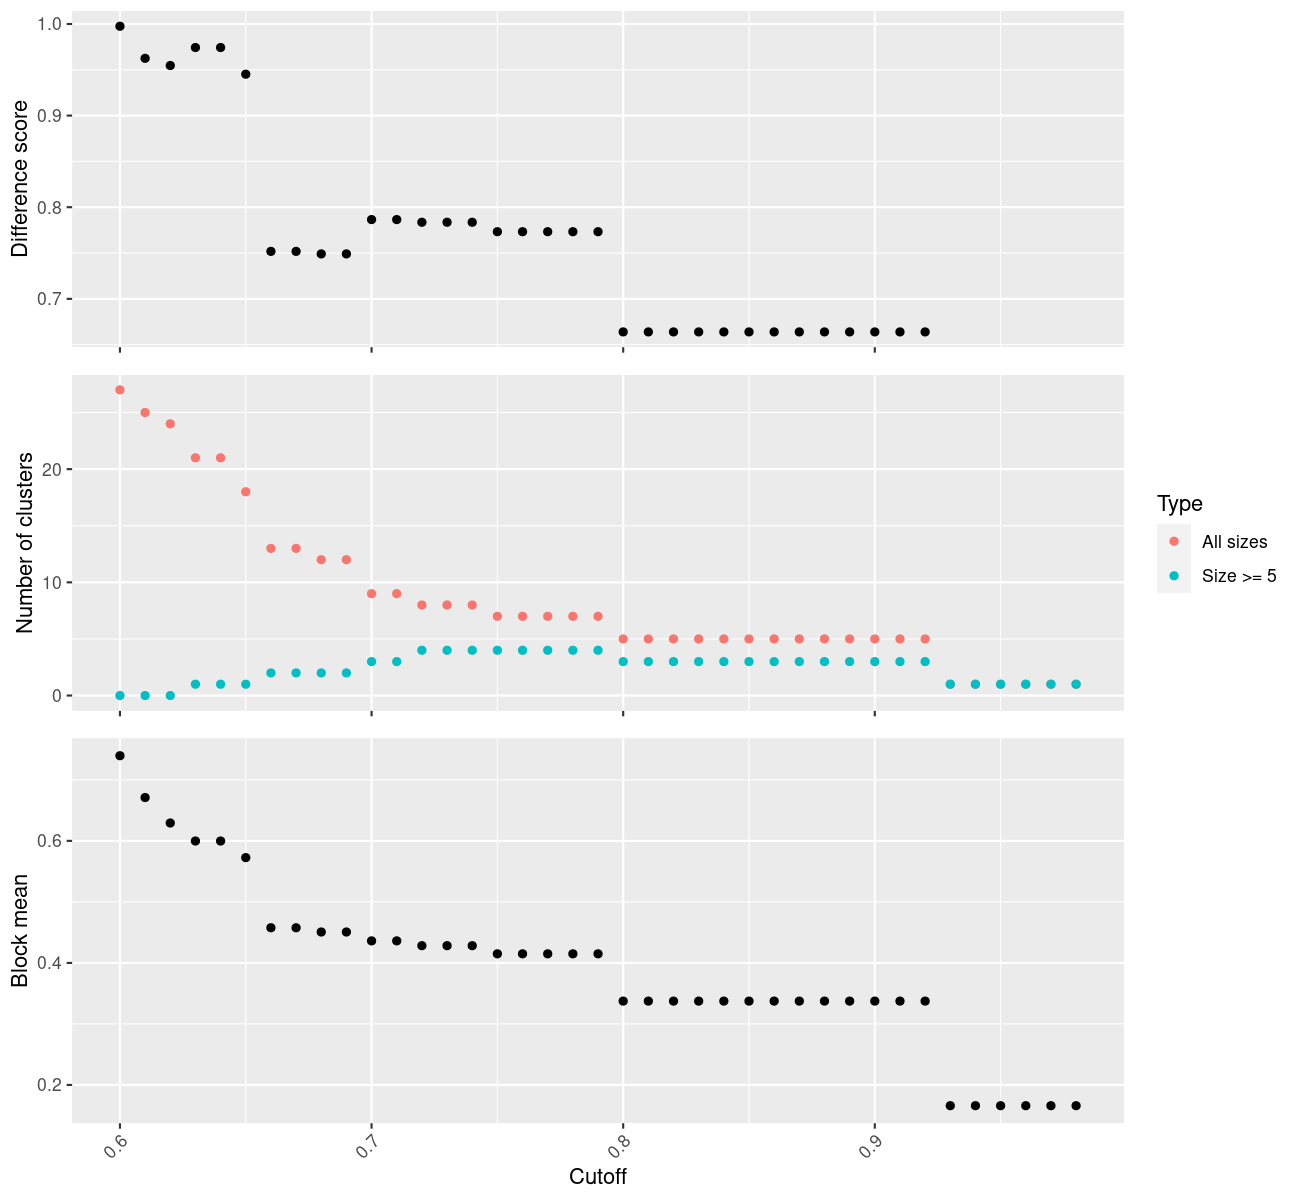 1.0
0.9
0.8
0.7
Difference score
20
10
0
Number of clusters
Type
All sizes
Size >= 5
0.6
0.4
0.2
Block mean
0.6
0.7
0.8
0.9
Cutoff